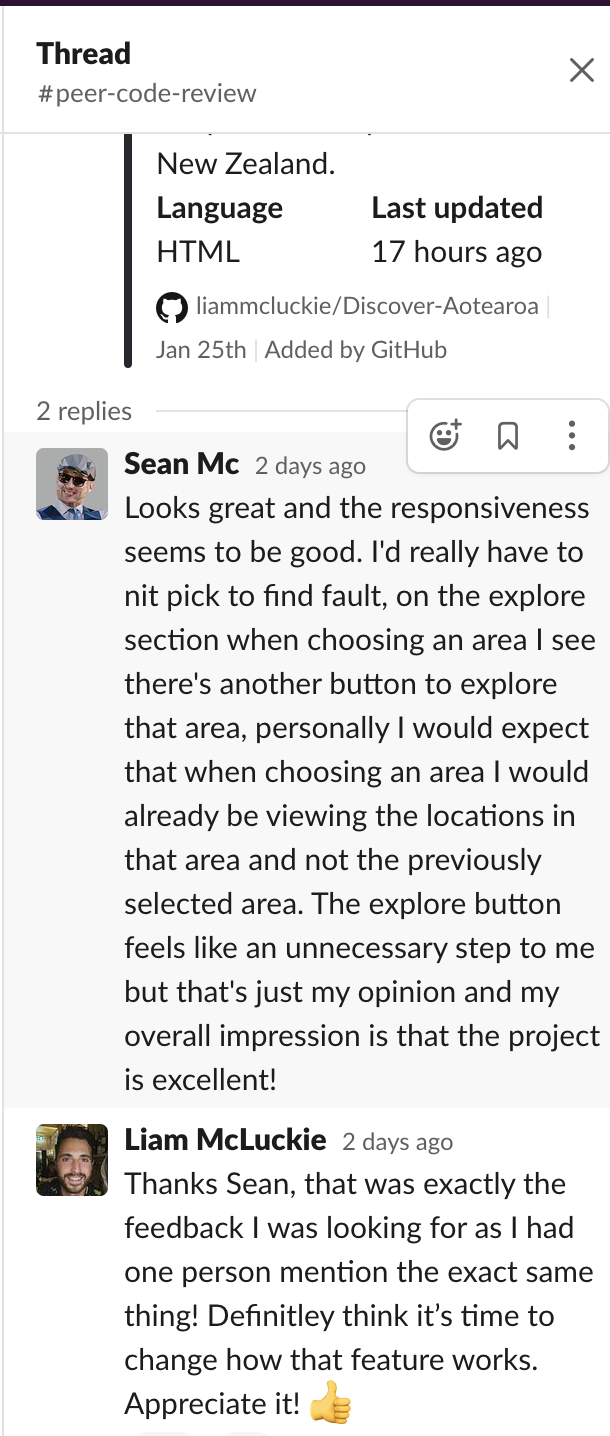 Thread
#peer-code-review
New Zealand.
Language Last updated
HTML 17 hours ago
liammcluckie/Discover-Aotearoa |
Jan 25th | Added by GitHub
2 replies
Sean Mc 2 days ago
Looks great and the responsiveness
seems to be good. I'd really have to
nit pick to find fault, on the explore
section when choosing an area I see
there's another button to explore
that area, personally I would expect
that when choosing an area I would
already be viewing the locations in
that area and not the previously
selected area. The explore button
feels like an unnecessary step to me
but that's just my opinion and my
overall impression is that the project
is excellent!
Liam McLuckie 2 days ago
Thanks Sean, that was exactly the
feedback I was looking for as I had
one person mention the exact same
thing! Definitley think it’s time to
change how that feature works.
Appreciate it! 👍